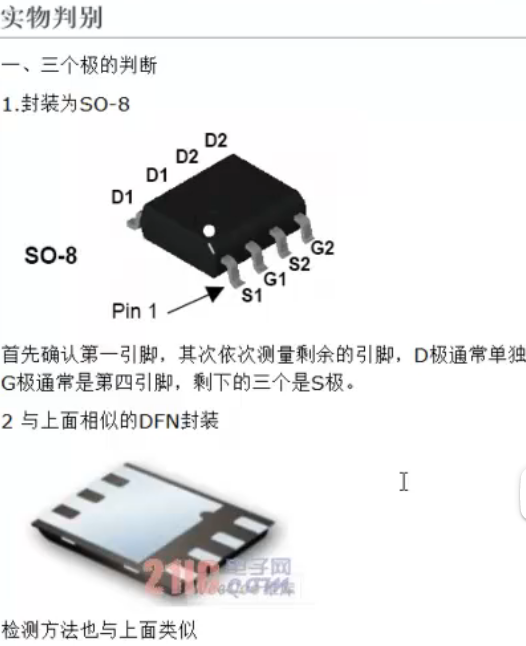 实物判别
一、三个极的判断
1.封装为SO-8
D2
D2
D1
D1
SO-8
G2
S2
G1
S1
Pin 1
首先确认第一引脚，其次依次测量剩余的引脚，D极通常单独
G极通常是第四引脚，剩下的三个是S极。
2 与上面相似的DFN封装
21IC电子网
检测方法也与上面类似